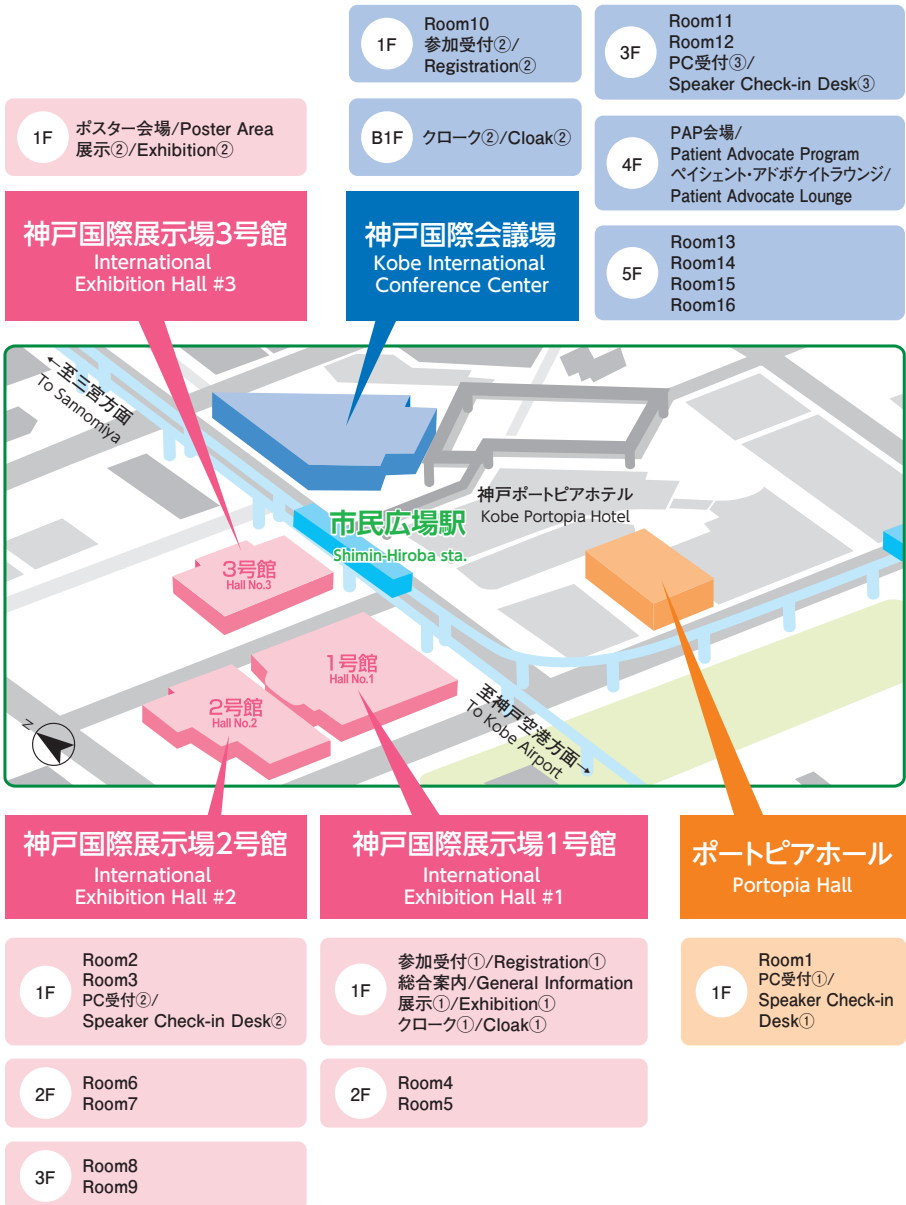 1F
Room10
参加受付②/
Registration②
B1F
クローク②/Cloak②
3F
Room11
Room12
PC受付③/
Speaker Check-in Desk③
4F
PAP会場/
Patient Advocate Program
ペイシェント・アドボケイトラウンジ/
Patient Advocate Lounge
5F
Room13
Room14
Room15
Room16
1F
ポスター会場/Poster Area
展示②/Exhibition②
神戸国際展示場3号館
International
Exhibition Hall #3
神戸国際会議場
Kobe International
Conference Center
←至三宮方面
To Sannomiya
神戸ポートピアホテル
Kobe Portopia Hotel
市民広場駅
Shimin-Hiroba sta.
3号館
Hall No.3
1号館
Hall No.1
2号館
Hall No.2
至神戸空港方面→
To Kobe Airport
N
神戸国際展示場2号館
International
Exhibition Hall #2
神戸国際展示場1号館
International
Exhibition Hall #1
ポートピアホール
Portopia Hall
1F
Room2
Room3
PC受付②/
Speaker Check-in Desk②
2F
Room6
Room7
3F
Room8
Room9
1F
参加受付①/Registration①
総合案内/General Information
展示①/Exhibition①
クローク①/Cloak①
2F
Room4
Room5
1F
Room1
PC受付①/
Speaker Check-in
Desk①